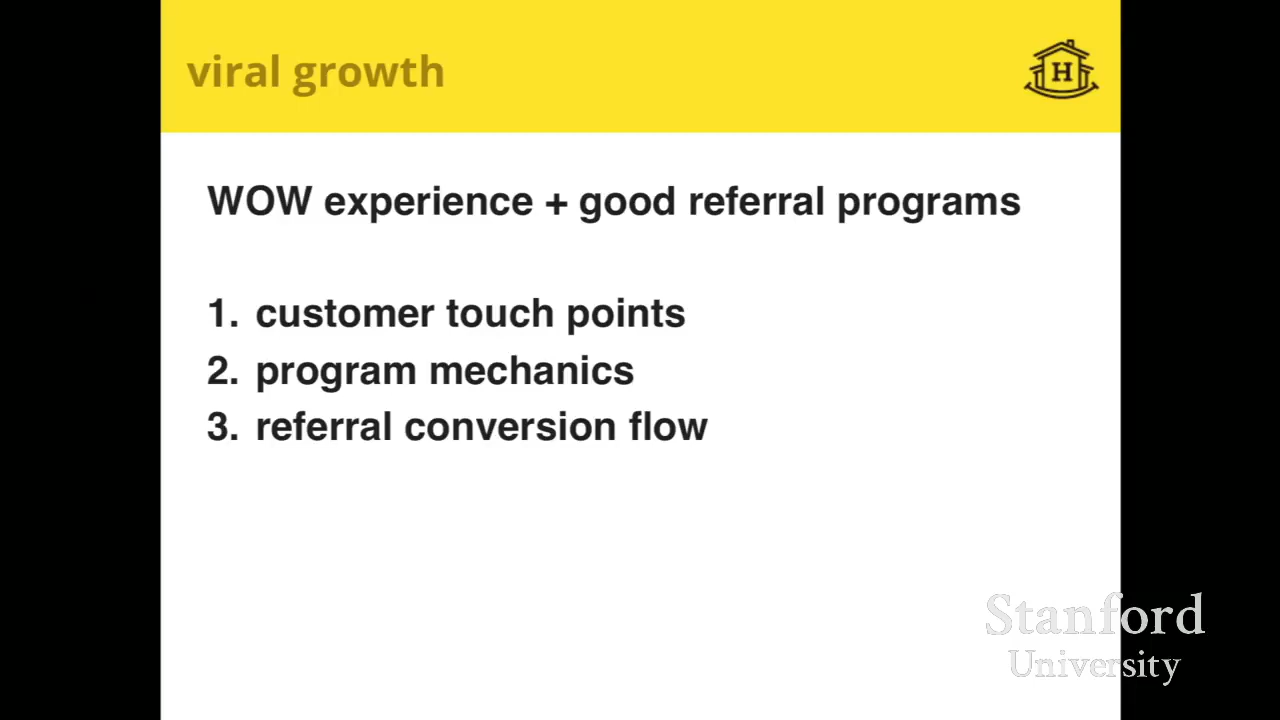 viral growth
H
WOW experience + good referral programs
1. customer touch points
2. program mechanics
3. referral conversion flow
Stanford
University